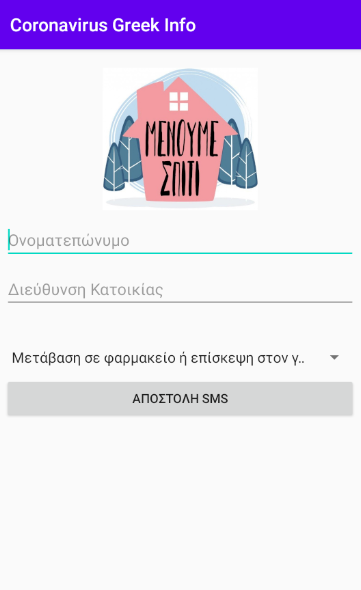 Coronavirus Greek Info
ΜΕΝΟΥΜΕ
ΣΠΙΤΙ
Ονοματεπώνυμο
Διεύθυνση Κατοικίας
Μετάβαση σε φαρμακείο ή επίσκεψη στον γ..
ΑΠΟΣΤΟΛΗ SMS